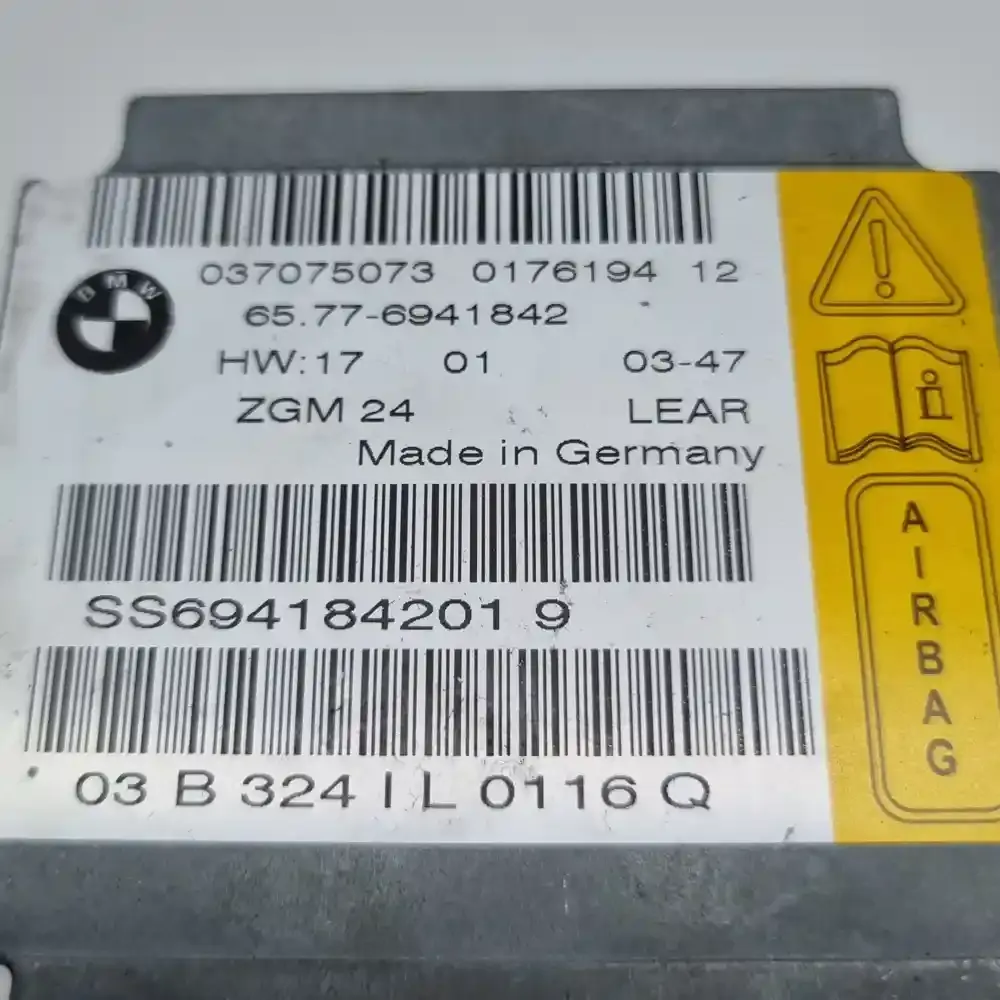 037075073 0176194 12
BMW
65.77-6941842
HW:17 01 03-47
ZGM 24 LEAR
Made in Germany
SS694184201 9
03 B 324 I L 0116 Q
i
AIRBAG